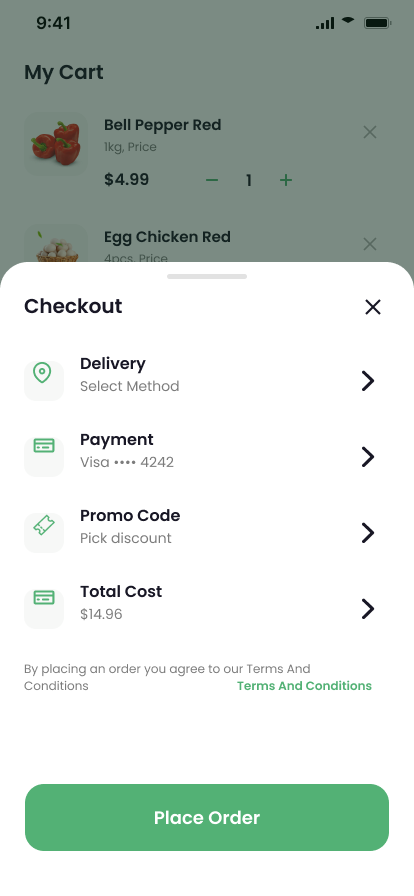 9:41
My Cart
Bell Pepper Red
1kg, Price
$4.99
1
Egg Chicken Red
4pcs, Price
Checkout
Delivery
Select Method
Payment
Visa •••• 4242
Promo Code
Pick discount
Total Cost
$14.96
By placing an order you agree to our Terms And
Conditions Terms And Conditions
Place Order